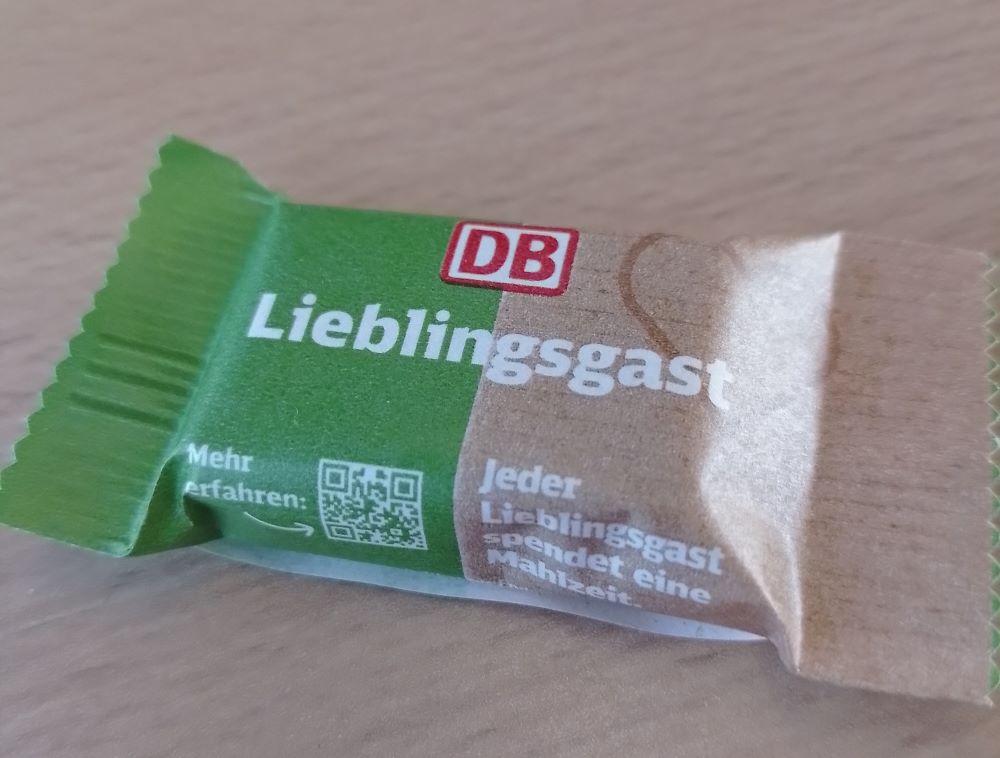 DB
Lieblingsgast
Mehr
erfahren:
Jeder
Lieblingsgast
spendet eine
Mahlzeit.